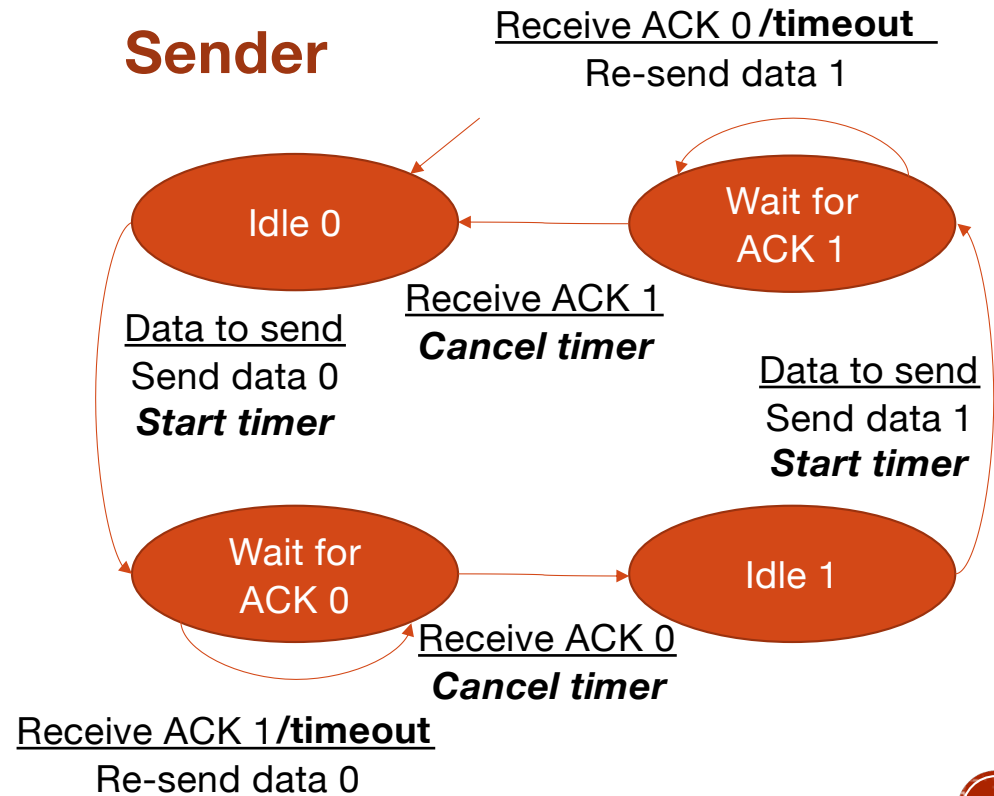 Sender
Receive ACK 0 /timeout
Re-send data 1
Idle 0
Wait for
ACK 1
Receive ACK 1
Cancel timer
Data to send
Send data 0
Start timer
Data to send
Send data 1
Start timer
Wait for
ACK 0
Idle 1
Receive ACK 0
Cancel timer
Receive ACK 1/timeout
Re-send data 0